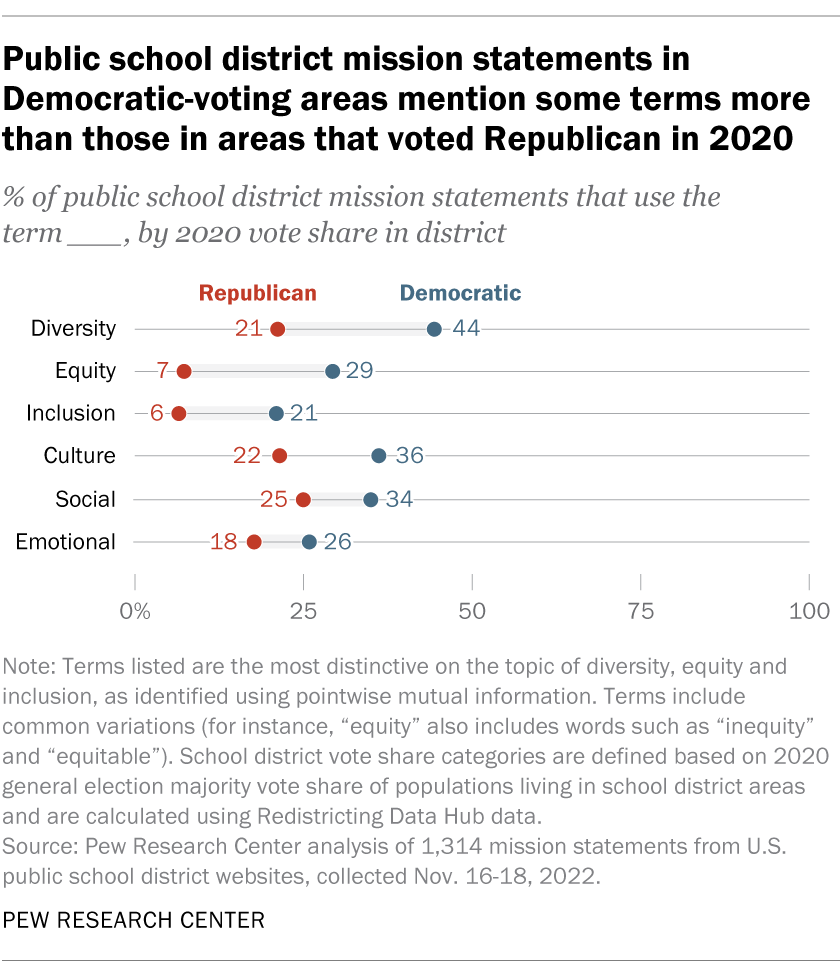 Public school district mission statements in
Democratic-voting areas mention some terms more
than those in areas that voted Republican in 2020
% of public school district mission statements that use the
term ___, by 2020 vote share in district
Republican Democratic
Diversity 21 44
Equity 7 29
Inclusion 6 21
Culture 22 36
Social 25 34
Emotional 18 26
0% 25 50 75 100
Note: Terms listed are the most distinctive on the topic of diversity, equity and
inclusion, as identified using pointwise mutual information. Terms include
common variations (for instance, “equity” also includes words such as “inequity”
and “equitable”). School district vote share categories are defined based on 2020
general election majority vote share of populations living in school district areas
and are calculated using Redistricting Data Hub data.
Source: Pew Research Center analysis of 1,314 mission statements from U.S.
public school district websites, collected Nov. 16-18, 2022.
PEW RESEARCH CENTER